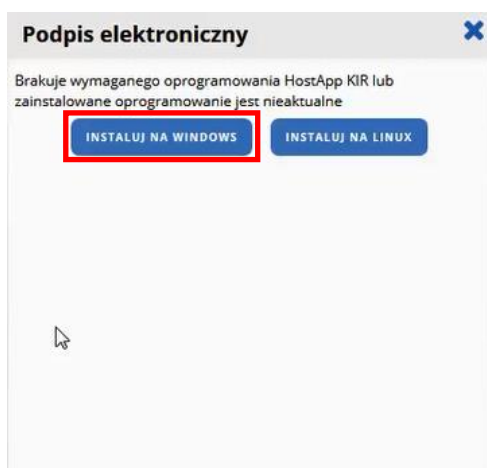 Podpis elektroniczny
Brakuje wymaganego oprogramowania HostApp KIR lub
zainstalowane oprogramowanie jest nieaktualne
INSTALUJ NA WINDOWS
INSTALUJ NA LINUX